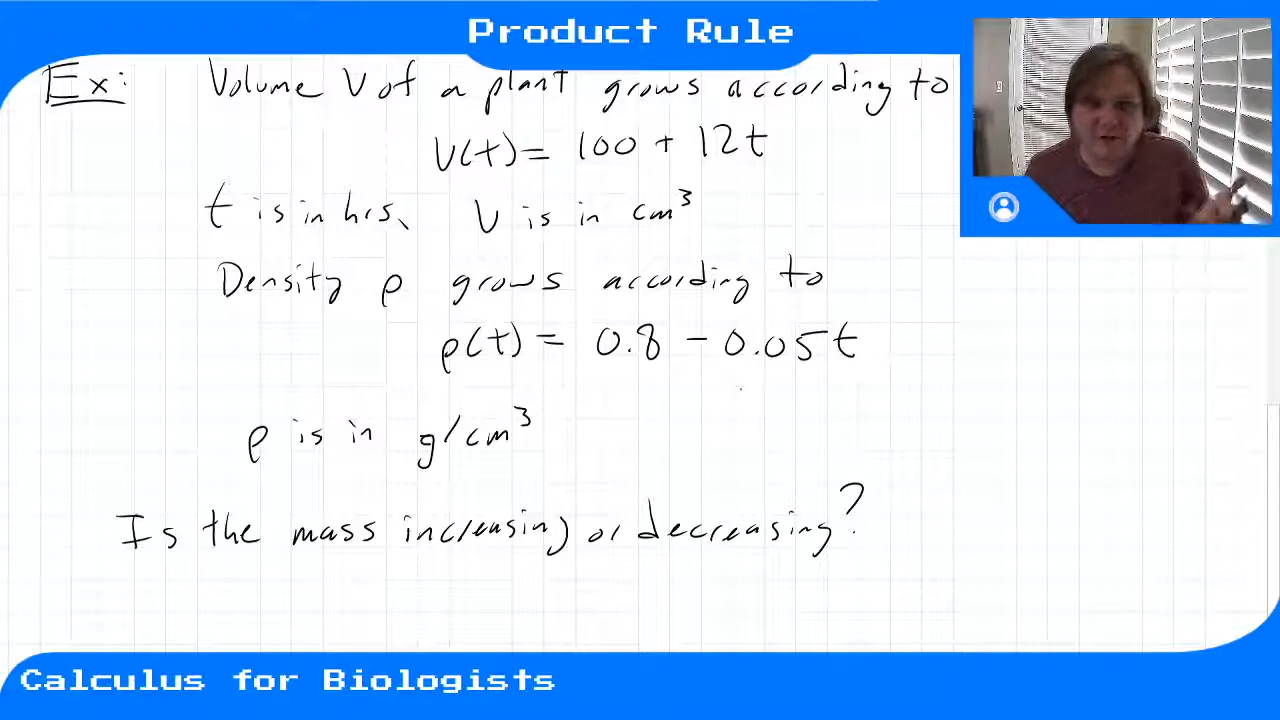 Product Rule
Ex: Volume V of a plant grows according to
V(t) = 100 + 12t
t is in hrs, V is in cm³
Density ρ grows according to
ρ(t) = 0.8 - 0.05t
ρ is in g/cm³
Is the mass increasing or decreasing?
Calculus for Biologists